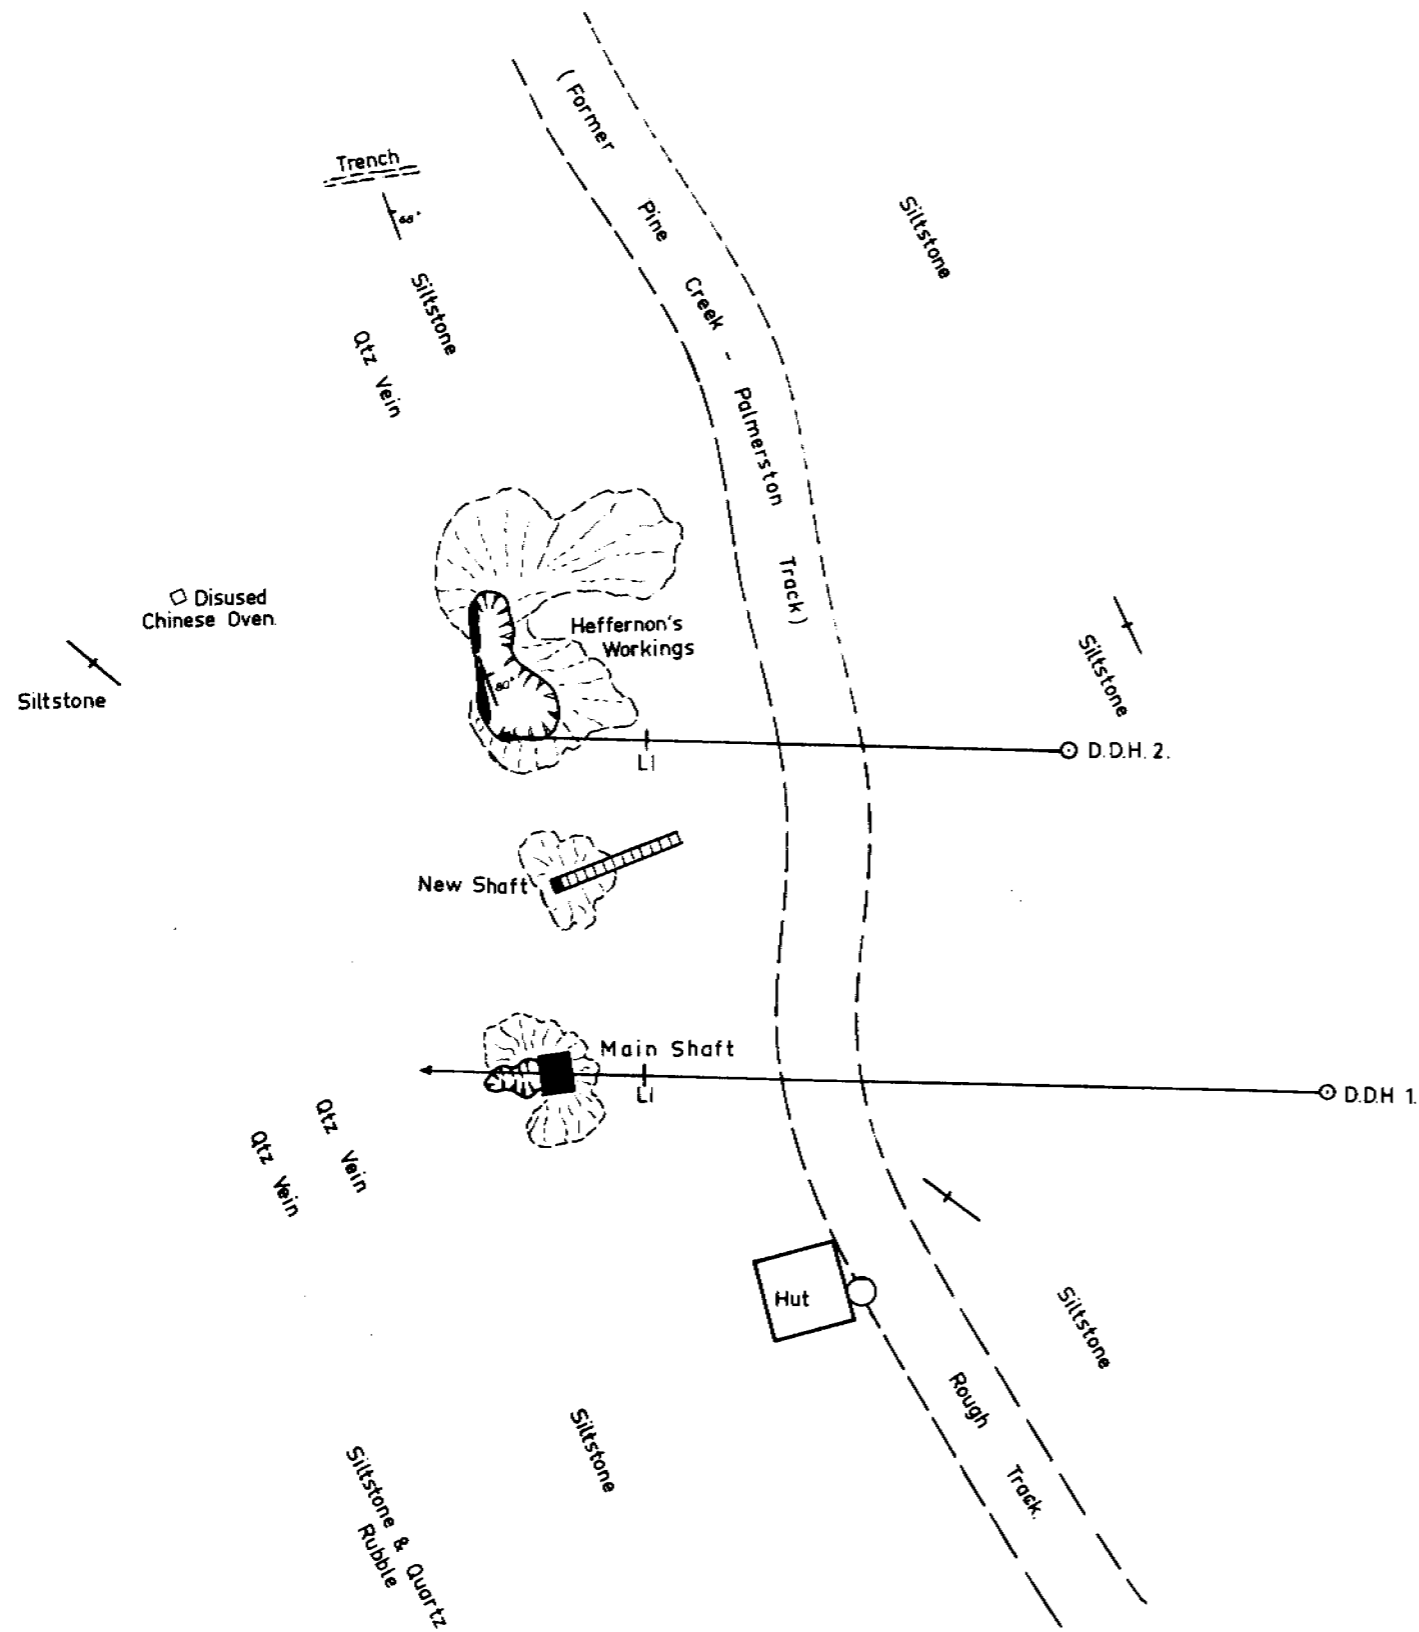 (Former Pine Creek - Palmerston Track)
Trench
68°
Siltstone
Siltstone
Qtz Vein
Disused
Chinese Oven.
Heffernon's
Workings
Siltstone
80°
Siltstone
L1
D.D.H. 2.
New Shaft
Main Shaft
L1
D.D.H 1.
Qtz Vein
Qtz Vein
Hut
Siltstone
Rough Track.
Siltstone
Siltstone & Quartz
Rubble